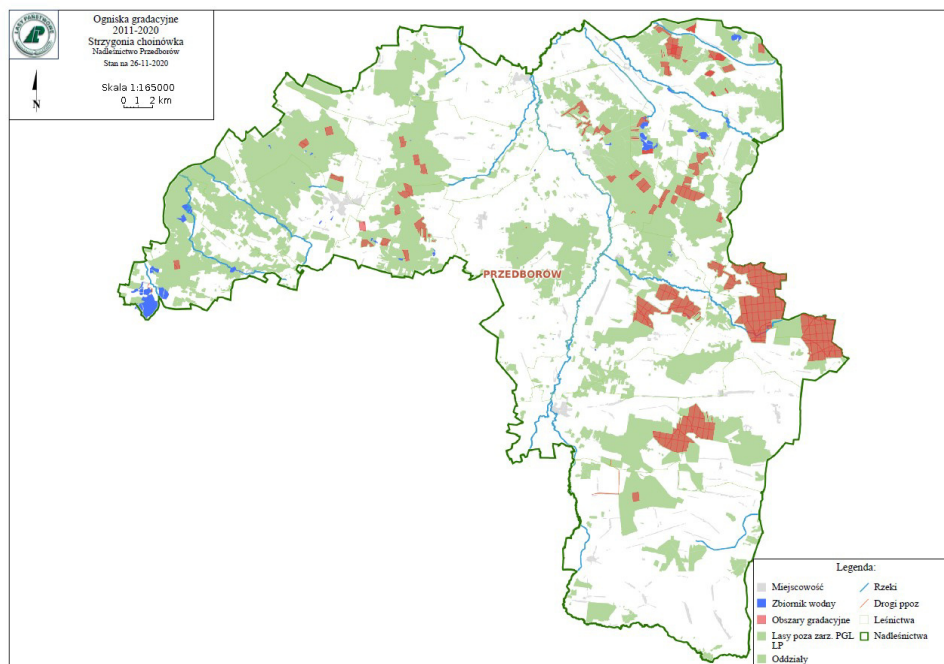 LASY PAŃSTWOWE
Ogniska gradacyjne
2011-2020
Strzygonia choinówka
Nadleśnictwo Przedborów
Stan na 26-11-2020
Skala 1:165000
0 1 2 km
N
PRZEDBORÓW
Legenda:
Miejscowość
Rzeki
Zbiornik wodny
Drogi ppoz
Obszary gradacyjne
Leśnictwa
Lasy poza zarz. PGL
LP
Nadleśnictwa
Oddziały